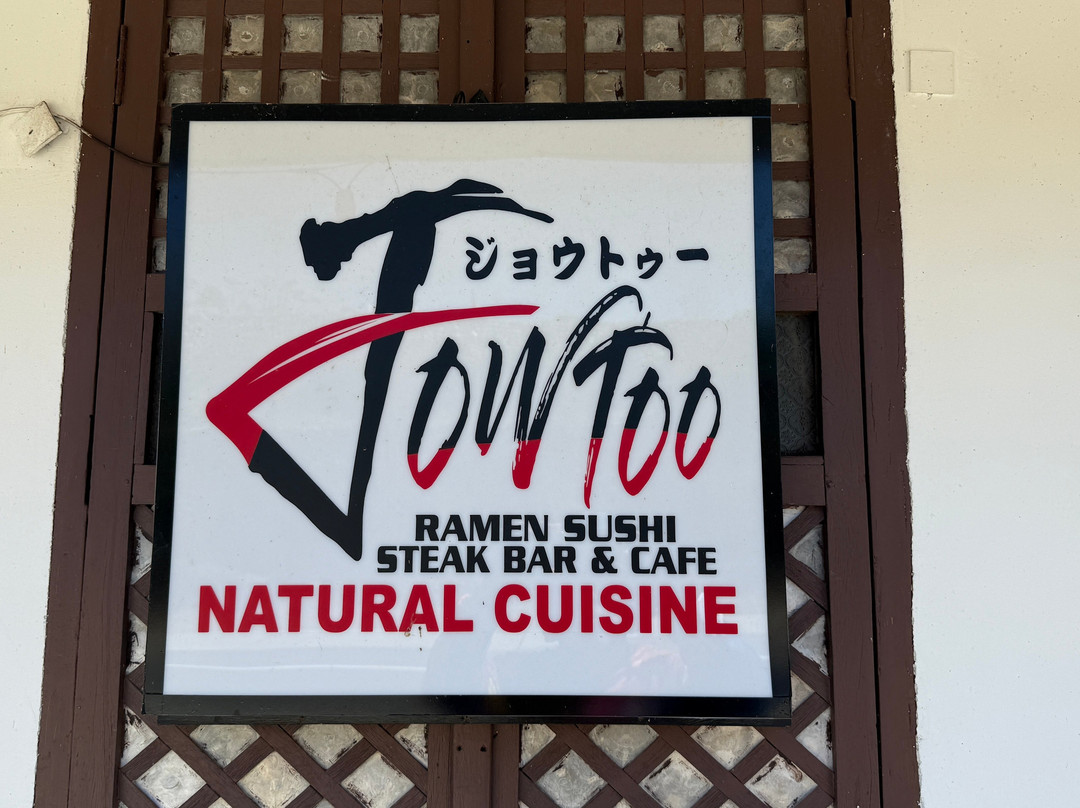 ジョウトゥー
JOWTOO
RAMEN SUSHI
STEAK BAR & CAFE
NATURAL CUISINE